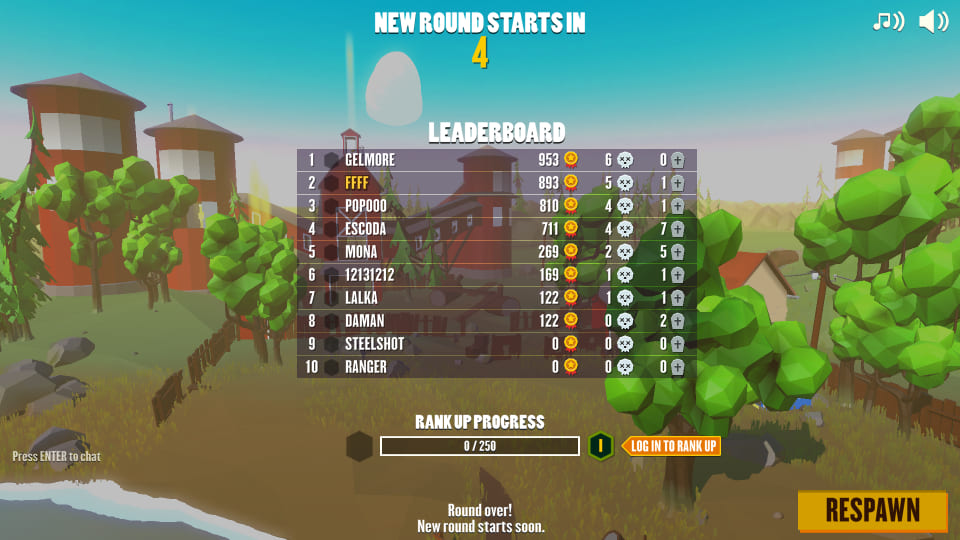 NEW ROUND STARTS IN
4
LEADERBOARD
1 GELMORE 953 6 0
2 FFFF 893 5 1
3 POPOOO 810 4 1
4 ESCODA 711 4 7
5 MONA 269 2 5
6 12131212 169 1 1
7 LALKA 122 1 1
8 DAMAN 122 0 2
9 STEELSHOT 0 0 0
10 RANGER 0 0 0
RANK UP PROGRESS
0 / 250 I LOG IN TO RANK UP
Press ENTER to chat
Round over!
New round starts soon.
RESPAWN